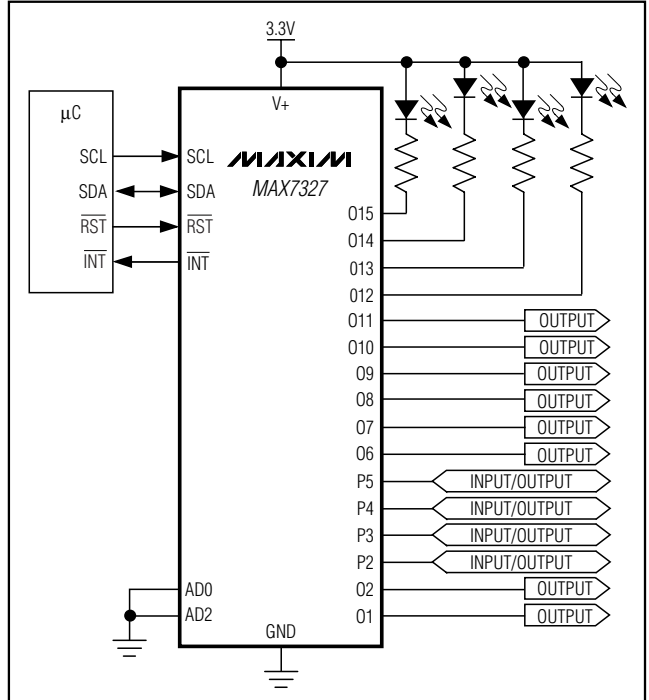 3.3V
V+
μC
SCL
SDA
RST
INT
SCL
SDA
RST
INT
MAXIM
MAX7327
O15
O14
O13
O12
O11
O10
O9
O8
O7
O6
P5
P4
P3
P2
O2
O1
OUTPUT
OUTPUT
OUTPUT
OUTPUT
OUTPUT
OUTPUT
INPUT/OUTPUT
INPUT/OUTPUT
INPUT/OUTPUT
INPUT/OUTPUT
OUTPUT
OUTPUT
AD0
AD2
GND